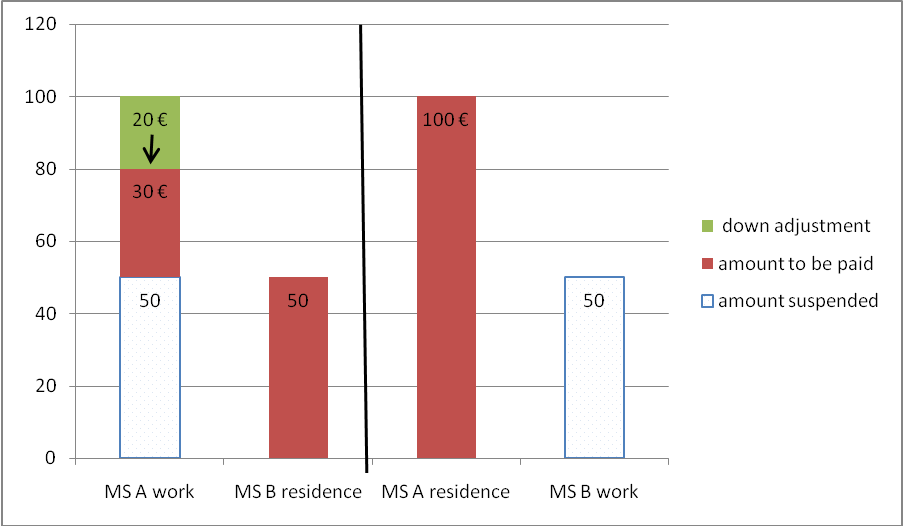 120
100
80
60
40
20
0
20 €
30 €
50
50
100 €
50
MS A work
MS B residence
MS A residence
MS B work
down adjustment
amount to be paid
amount suspended